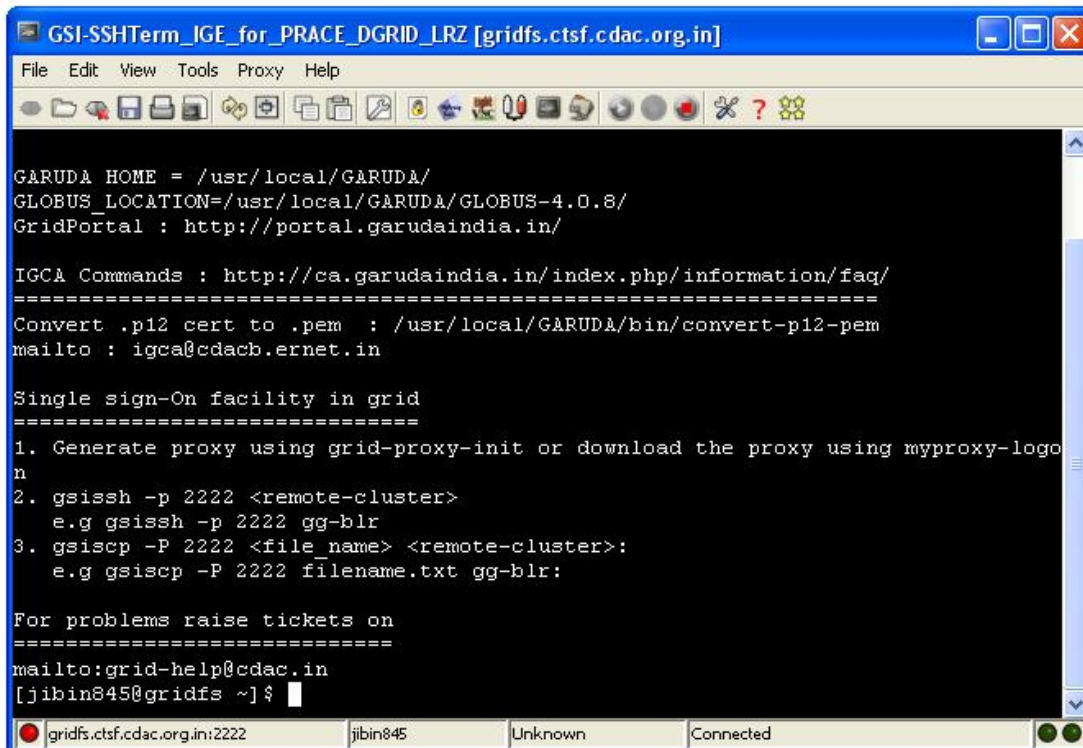 GSI-SSHTerm_IGE_for_PRACE_DGRID_LRZ [gridfs.ctsf.cdac.org.in]
File Edit View Tools Proxy Help
GARUDA HOME = /usr/local/GARUDA/
GLOBUS_LOCATION=/usr/local/GARUDA/GLOBUS-4.0.8/
GridPortal : http://portal.garudaindia.in/
IGCA Commands : http://ca.garudaindia.in/index.php/information/faq/
==================================================================
Convert .p12 cert to .pem  : /usr/local/GARUDA/bin/convert-p12-pem
mailto : igca@cdacb.ernet.in
Single sign-On facility in grid
===============================
1. Generate proxy using grid-proxy-init or download the proxy using myproxy-logo
n
2. gsissh -p 2222 <remote-cluster>
   e.g gsissh -p 2222 gg-blr
3. gsiscp -P 2222 <file_name> <remote-cluster>:
   e.g gsiscp -P 2222 filename.txt gg-blr:
For problems raise tickets on
=============================
mailto:grid-help@cdac.in
[jibin845@gridfs ~]$
gridfs.ctsf.cdac.org.in:2222 jibin845 Unknown Connected